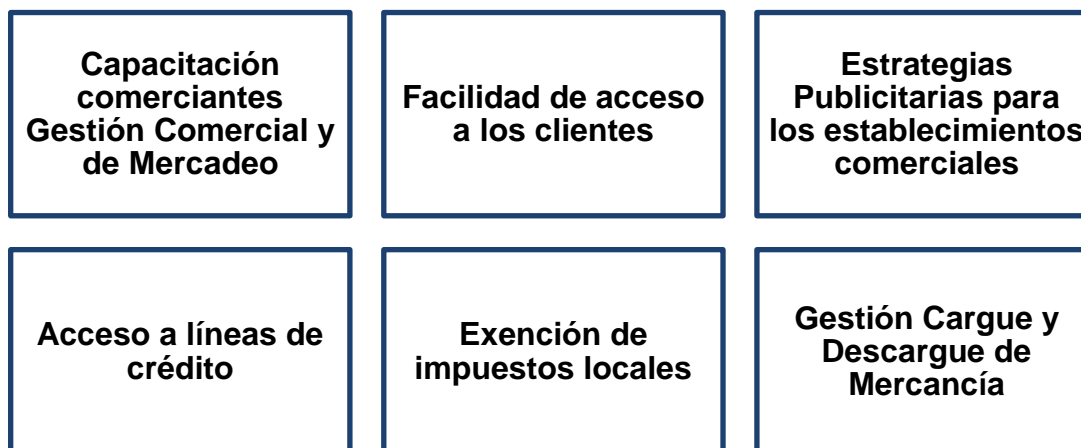 Capacitación
comerciantes
Gestión Comercial y
de Mercadeo
Facilidad de acceso
a los clientes
Estrategias
Publicitarias para
los establecimientos
comerciales
Acceso a líneas de
crédito
Exención de
impuestos locales
Gestión Cargue y
Descargue de
Mercancía